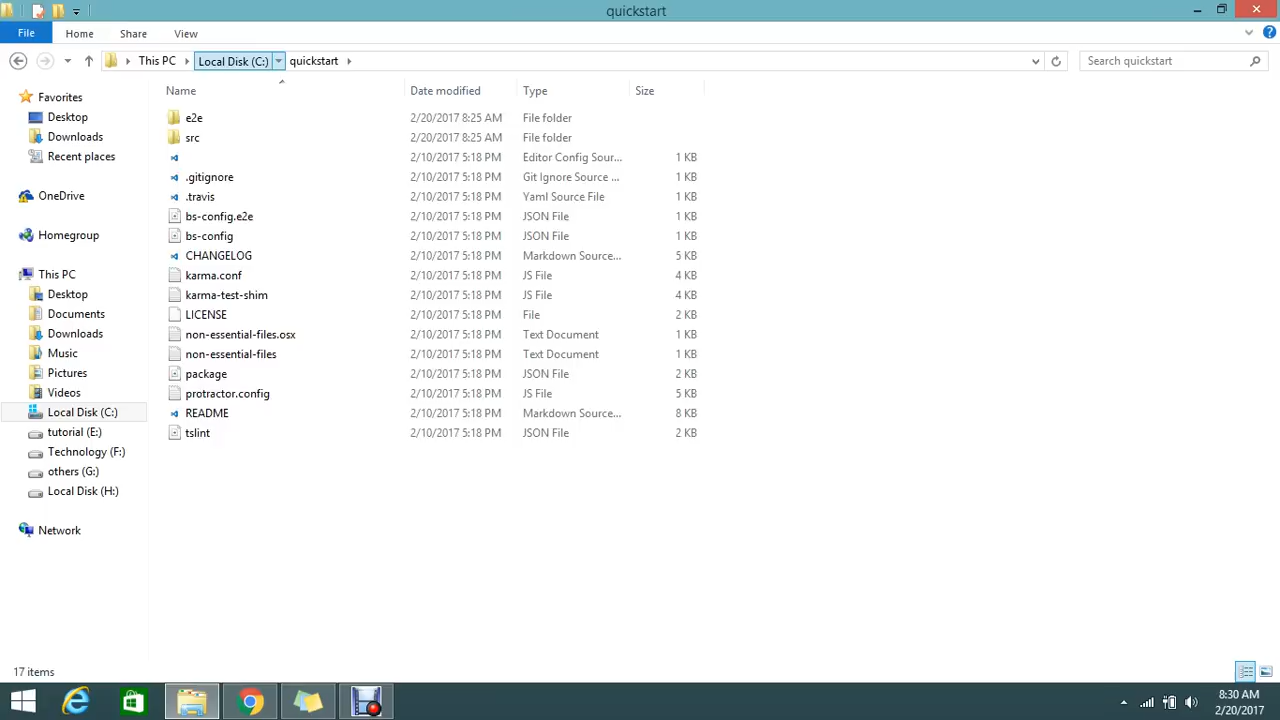 quickstart
File Home Share View
This PC Local Disk (C:) quickstart Search quickstart
Name Date modified Type Size
Favorites
Desktop
Downloads
Recent places
OneDrive
Homegroup
This PC
Desktop
Documents
Downloads
Music
Pictures
Videos
Local Disk (C:)
tutorial (E:)
Technology (F:)
others (G:)
Local Disk (H:)
Network
e2e 2/20/2017 8:25 AM File folder
src 2/20/2017 8:25 AM File folder
2/10/2017 5:18 PM Editor Config Sour... 1 KB
.gitignore 2/10/2017 5:18 PM Git Ignore Source ... 1 KB
.travis 2/10/2017 5:18 PM Yaml Source File 1 KB
bs-config.e2e 2/10/2017 5:18 PM JSON File 1 KB
bs-config 2/10/2017 5:18 PM JSON File 1 KB
CHANGELOG 2/10/2017 5:18 PM Markdown Source... 5 KB
karma.conf 2/10/2017 5:18 PM JS File 4 KB
karma-test-shim 2/10/2017 5:18 PM JS File 4 KB
LICENSE 2/10/2017 5:18 PM File 2 KB
non-essential-files.osx 2/10/2017 5:18 PM Text Document 1 KB
non-essential-files 2/10/2017 5:18 PM Text Document 1 KB
package 2/10/2017 5:18 PM JSON File 2 KB
protractor.config 2/10/2017 5:18 PM JS File 5 KB
README 2/10/2017 5:18 PM Markdown Source... 8 KB
tslint 2/10/2017 5:18 PM JSON File 2 KB
17 items
8:30 AM
2/20/2017